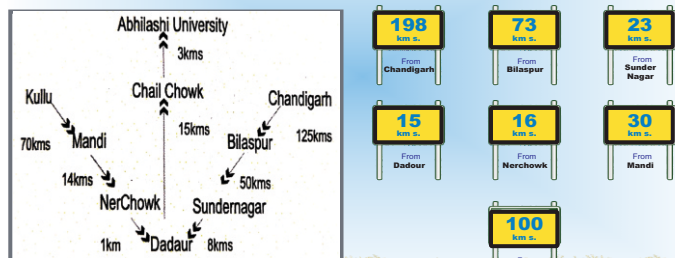 Abhilashi University
3kms
Chail Chowk
Kullu
Chandigarh
15kms
70kms
Mandi
Bilaspur
125kms
14kms
50kms
NerChowk
Sundernagar
1km
Dadaur
8kms
198
km s.
From
Chandigarh
73
km s.
From
Bilaspur
23
km s.
From
Sunder
Nagar
15
km s.
From
Dadour
16
km s.
From
Nerchowk
30
km s.
From
Mandi
100
km s.